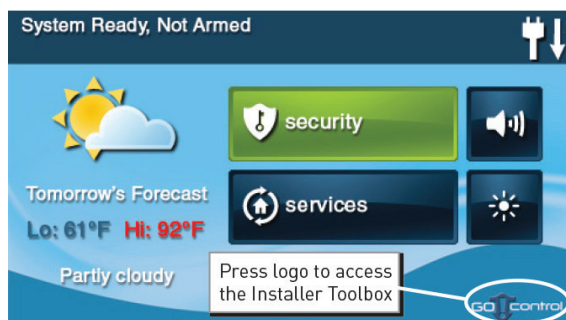 System Ready, Not Armed
security
services
Tomorrow's Forecast
Lo: 61°F Hi: 92°F
Partly cloudy
Press logo to access
the Installer Toolbox
GO control